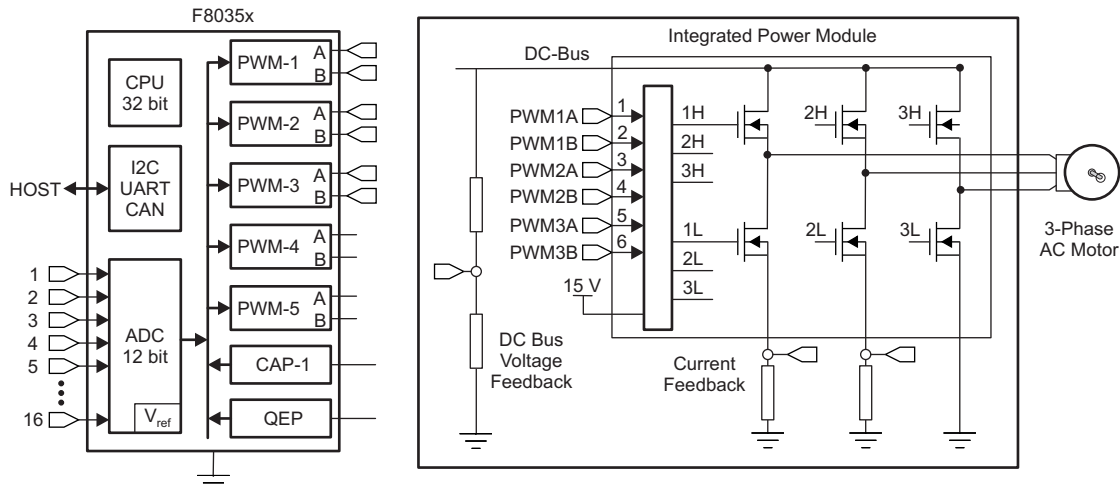 F8035x
CPU
32 bit
I2C
UART
CAN
HOST
1
2
3
4
5
16
ADC
12 bit
Vref
PWM-1
A
B
PWM-2
A
B
PWM-3
A
B
PWM-4
A
B
PWM-5
A
B
CAP-1
QEP
Integrated Power Module
DC-Bus
PWM1A
PWM1B
PWM2A
PWM2B
PWM3A
PWM3B
1
2
3
4
5
6
15 V
1H
2H
3H
1L
2L
3L
2H
3H
2L
3L
DC Bus
Voltage
Feedback
Current
Feedback
3-Phase
AC Motor